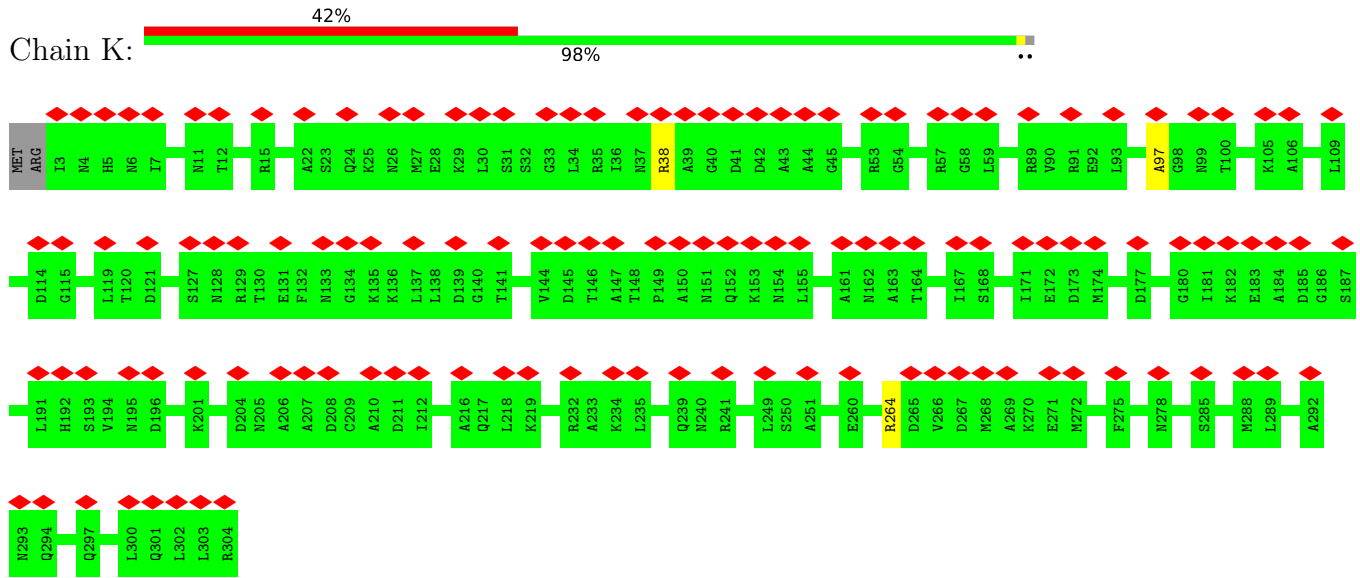 42%
Chain K:
98%
••
MET ARG I3 N4 H5 N6 I7 N11 T12 R15 A22 S23 Q24 K25 N26 M27 E28 K29 L30 S31 S32 G33 L34 R35 I36 N37 R38 A39 G40 D41 D42 A43 A44 G45 R53 G54 R57 G58 L59 R89 V90 R91 E92 L93 A97 G98 N99 T100 K105 A106 L109
D114 G115 L119 T120 D121 S127 N128 R129 T130 E131 F132 N133 G134 K135 K136 L137 L138 D139 G140 T141 V144 D145 T146 A147 T148 P149 A150 N151 Q152 K153 N154 L155 A161 N162 A163 T164 I167 S168 I171 E172 D173 M174 D177 G180 I181 K182 E183 A184 D185 G186 S187
L191 H192 S193 V194 N195 D196 K201 D204 N205 A206 A207 D208 C209 A210 D211 I212 A216 Q217 L218 K219 R232 A233 K234 L235 Q239 N240 R241 L249 S250 A251 E260 R264 D265 V266 D267 M268 A269 K270 E271 M272 F275 N278 S285 M288 L289 A292
N293 Q294 Q297 L300 Q301 L302 L303 R304